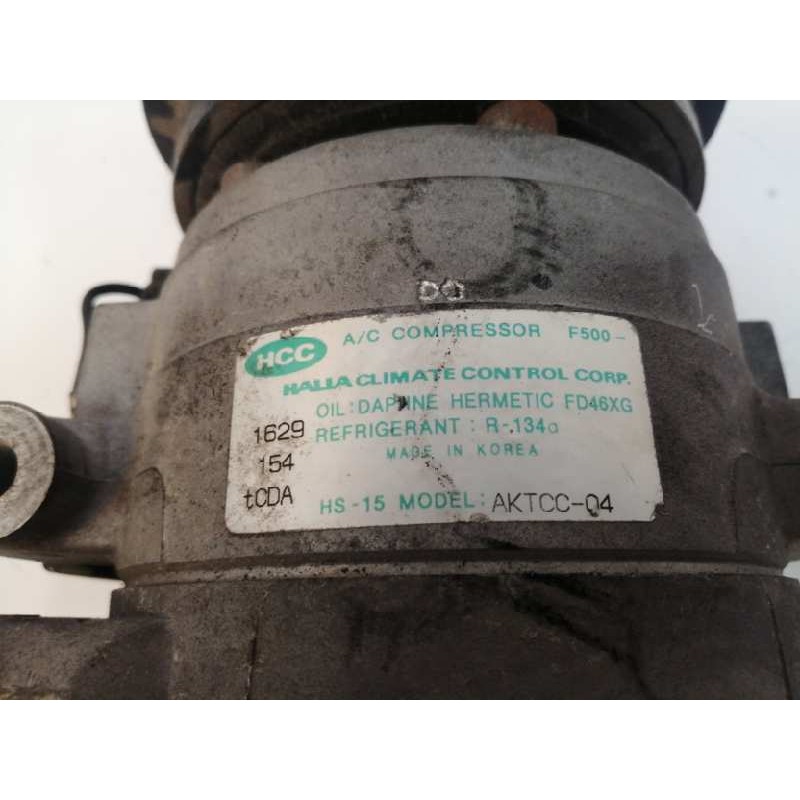 HCC A/C COMPRESSOR F500-
HALLA CLIMATE CONTROL CORP.
OIL: DAPHNE HERMETIC FD46XG
1629 REFRIGERANT: R-134a
154 MADE IN KOREA
tCDA HS-15 MODEL: AKTCC-04